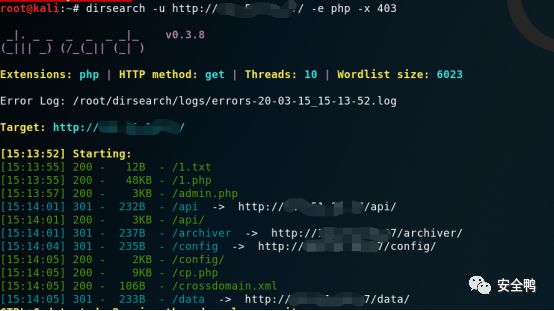 root@kali:~# dirsearch -u http:// / -e php -x 403
_|. _ _ _ _ _ _|_ v0.3.8
(_||| _) (/_(_|| (_| )
Extensions: php | HTTP method: get | Threads: 10 | Wordlist size: 6023
Error Log: /root/dirsearch/logs/errors-20-03-15_15-13-52.log
Target: http:// /
[15:13:52] Starting:
[15:13:55] 200 - 12B - /1.txt
[15:13:55] 200 - 48KB - /1.php
[15:13:57] 200 - 3KB - /admin.php
[15:14:01] 301 - 232B - /api -> http:// /api/
[15:14:01] 200 - 3KB - /api/
[15:14:01] 301 - 237B - /archiver -> http:// 7/archiver/
[15:14:04] 301 - 235B - /config -> http:// 7/config/
[15:14:05] 200 - 2KB - /config/
[15:14:05] 200 - 9KB - /cp.php
[15:14:05] 200 - 106B - /crossdomain.xml
[15:14:05] 301 - 233B - /data -> http:// 7/data/
安全鸭